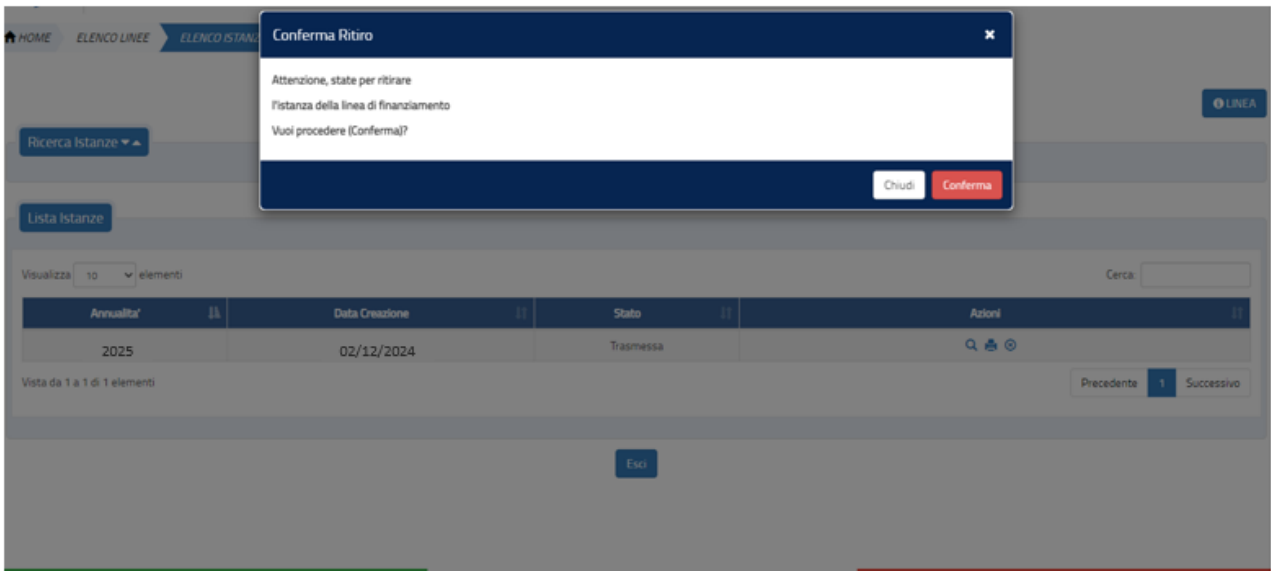 HOME ELENCO LINEE ELENCO ISTANZ
Conferma Ritiro
Attenzione, state per ritirare
l'istanza della linea di finanziamento
Vuoi procedere (Conferma)?
Chiudi Conferma
LINEA
Ricerca Istanze
Lista Istanze
Visualizza 10 elementi Cerca:
Annualita' Data Creazione Stato Azioni
2025 02/12/2024 Trasmessa
Vista da 1 a 1 di 1 elementi Precedente 1 Successivo
Esci